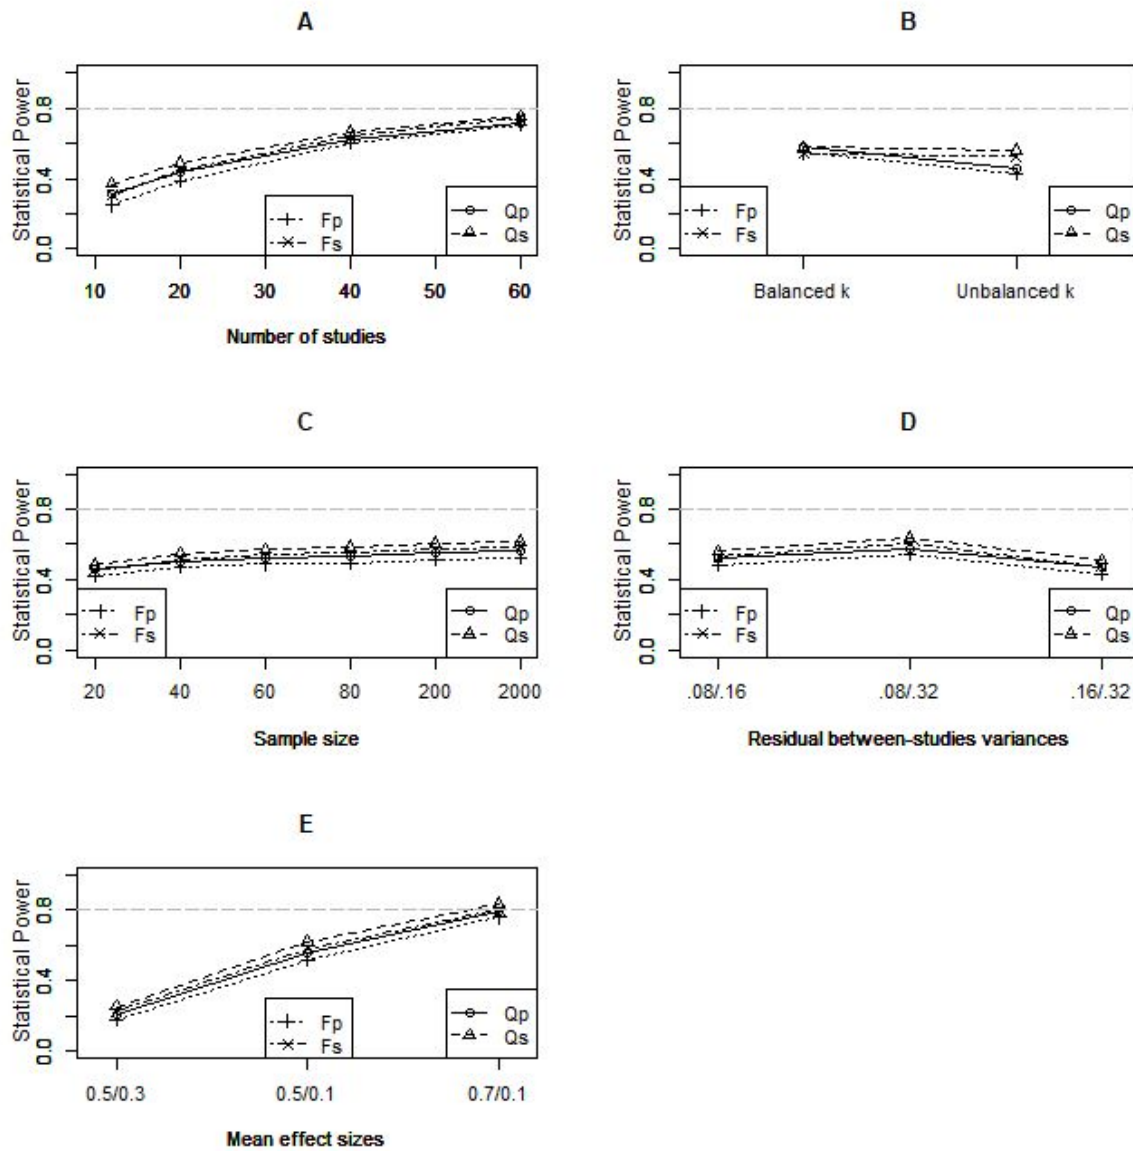 A
Statistical Power
0.0 0.4 0.8
Fp
Fs
Qp
Qs
10 20 30 40 50 60
Number of studies
B
Statistical Power
0.0 0.4 0.8
Fp
Fs
Qp
Qs
Balanced k Unbalanced k
C
Statistical Power
0.0 0.4 0.8
Fp
Fs
Qp
Qs
20 40 60 80 200 2000
Sample size
D
Statistical Power
0.0 0.4 0.8
Fp
Fs
Qp
Qs
.08/.16 .08/.32 .16/.32
Residual between-studies variances
E
Statistical Power
0.0 0.4 0.8
Fp
Fs
Qp
Qs
0.5/0.3 0.5/0.1 0.7/0.1
Mean effect sizes